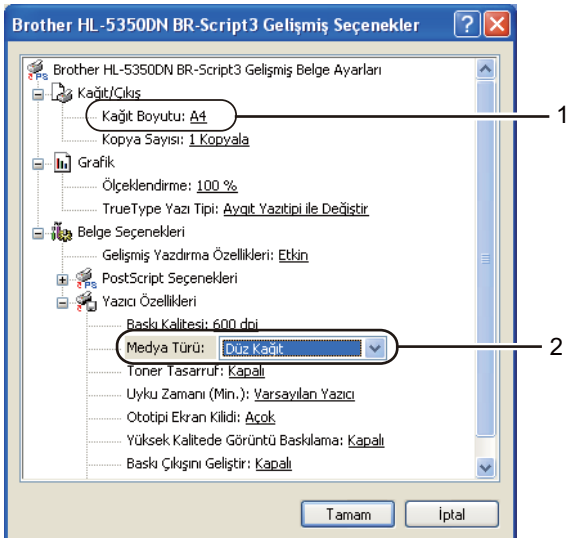 Brother HL-5350DN BR-Script3 Gelişmiş Seçenekler
Brother HL-5350DN BR-Script3 Gelişmiş Belge Ayarları
Kağıt/Çıkış
Kağıt Boyutu: A4
1
Kopya Sayısı: 1 Kopyala
Grafik
Ölçeklendirme: 100 %
TrueType Yazı Tipi: Aygıt Yazıtipi ile Değiştir
Belge Seçenekleri
Gelişmiş Yazdırma Özellikleri: Etkin
PostScript Seçenekleri
Yazıcı Özellikleri
Baskı Kalitesi: 600 dpi
Medya Türü: Düz Kağıt
2
Toner Tasarruf: Kapalı
Uyku Zamanı (Min.): Varsayılan Yazıcı
Ototipi Ekran Kilidi: Açok
Yüksek Kalitede Görüntü Baskılama: Kapalı
Baskı Çıkışını Geliştir: Kapalı
Tamam İptal